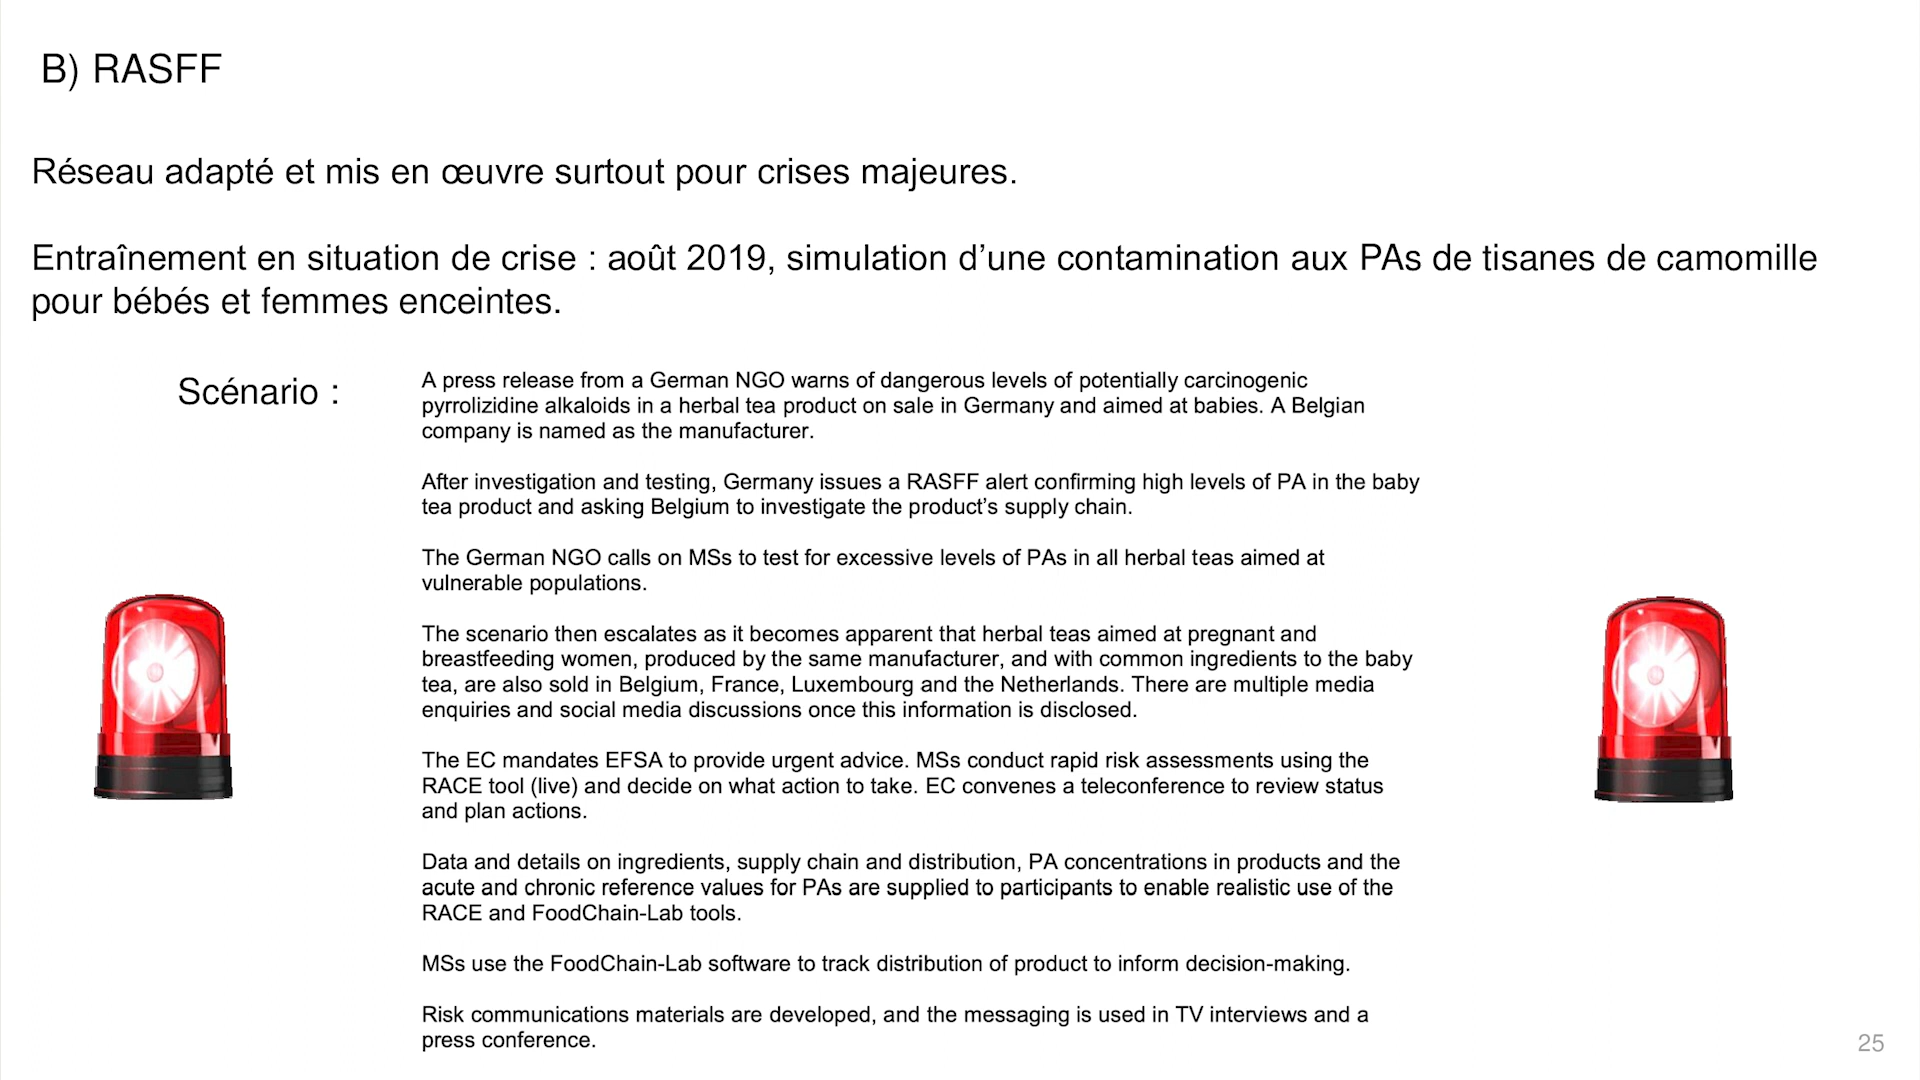 B) RASFF
Réseau adapté et mis en œuvre surtout pour crises majeures.
Entraînement en situation de crise : août 2019, simulation d’une contamination aux PAs de tisanes de camomille
pour bébés et femmes enceintes.
Scénario :
A press release from a German NGO warns of dangerous levels of potentially carcinogenic
pyrrolizidine alkaloids in a herbal tea product on sale in Germany and aimed at babies. A Belgian
company is named as the manufacturer.
After investigation and testing, Germany issues a RASFF alert confirming high levels of PA in the baby
tea product and asking Belgium to investigate the product’s supply chain.
The German NGO calls on MSs to test for excessive levels of PAs in all herbal teas aimed at
vulnerable populations.
The scenario then escalates as it becomes apparent that herbal teas aimed at pregnant and
breastfeeding women, produced by the same manufacturer, and with common ingredients to the baby
tea, are also sold in Belgium, France, Luxembourg and the Netherlands. There are multiple media
enquiries and social media discussions once this information is disclosed.
The EC mandates EFSA to provide urgent advice. MSs conduct rapid risk assessments using the
RACE tool (live) and decide on what action to take. EC convenes a teleconference to review status
and plan actions.
Data and details on ingredients, supply chain and distribution, PA concentrations in products and the
acute and chronic reference values for PAs are supplied to participants to enable realistic use of the
RACE and FoodChain-Lab tools.
MSs use the FoodChain-Lab software to track distribution of product to inform decision-making.
Risk communications materials are developed, and the messaging is used in TV interviews and a
press conference.
25